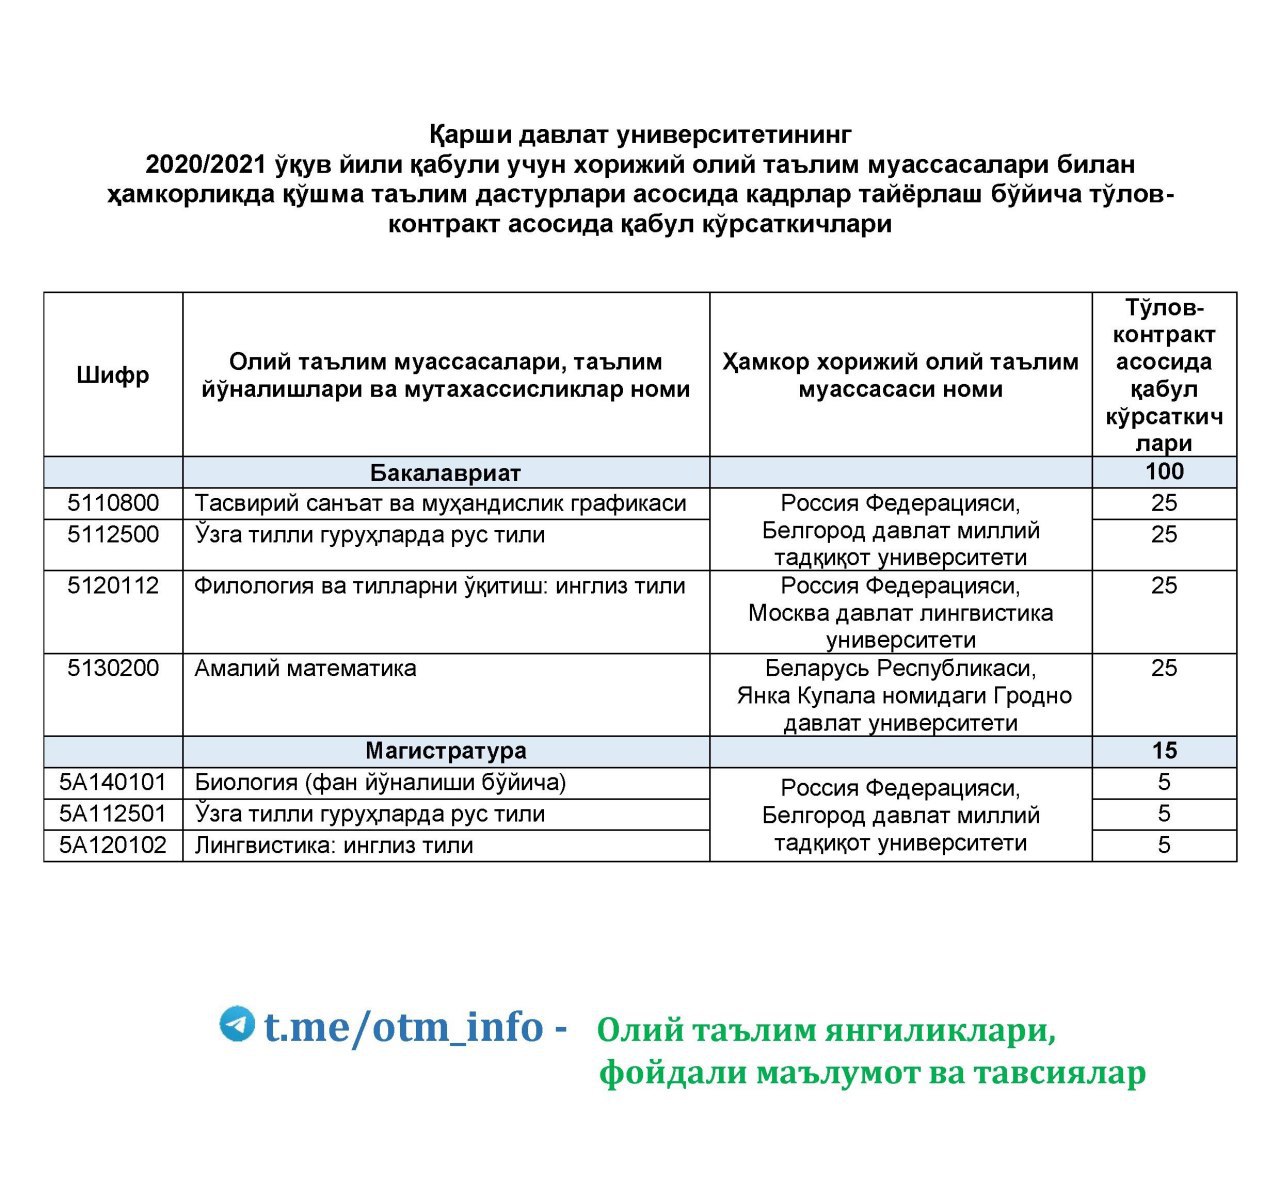 Қарши давлат университетининг
2020/2021 ўқув йили қабули учун хорижий олий таълим муассасалари билан
ҳамкорликда қўшма таълим дастурлари асосида кадрлар тайёрлаш бўйича тўлов-
контракт асосида қабул кўрсаткичлари
Шифр
Олий таълим муассасалари, таълим
йўналишлари ва мутахассисликлар номи
Ҳамкор хорижий олий таълим
муассасаси номи
Тўлов-
контракт
асосида
қабул
кўрсаткич
лари
Бакалавриат 100
5110800 Тасвирий санъат ва муҳандислик графикаси 25
5112500 Ўзга тилли гуруҳларда рус тили 25
Россия Федерацияси,
Белгород давлат миллий
тадқиқот университети
5120112 Филология ва тилларни ўқитиш: инглиз тили Россия Федерацияси, 25
Москва давлат лингвистика
университети
5130200 Амалий математика Беларусь Республикаси, 25
Янка Купала номидаги Гродно
давлат университети
Магистратура 15
5А140101 Биология (фан йўналиши бўйича) 5
5А112501 Ўзга тилли гуруҳларда рус тили 5
5А120102 Лингвистика: инглиз тили 5
Россия Федерацияси,
Белгород давлат миллий
тадқиқот университети
t.me/otm_info - Олий таълим янгиликлари,
фойдали маълумот ва тавсиялар